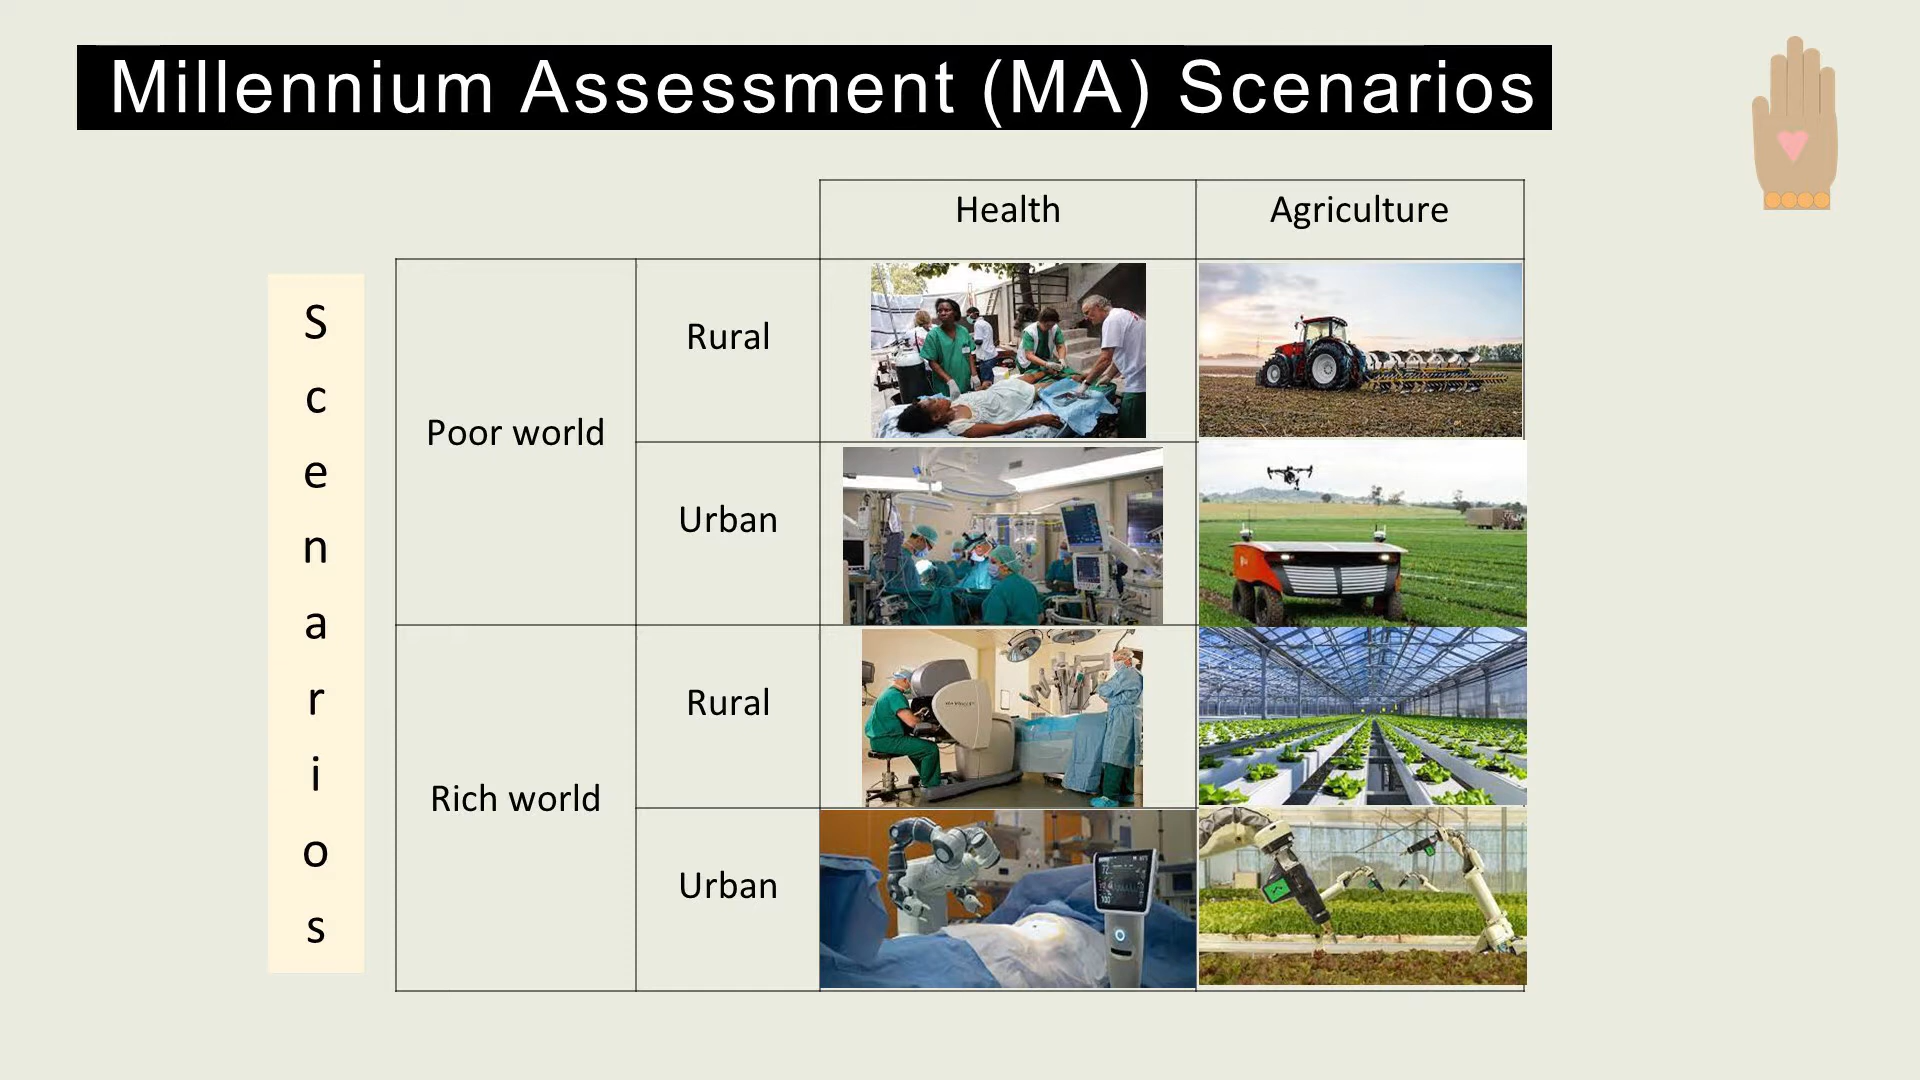 Millennium Assessment (MA) Scenarios
Health
Agriculture
S
c
e
n
a
r
i
o
s
Poor world
Rural
Urban
Rich world
Rural
Urban